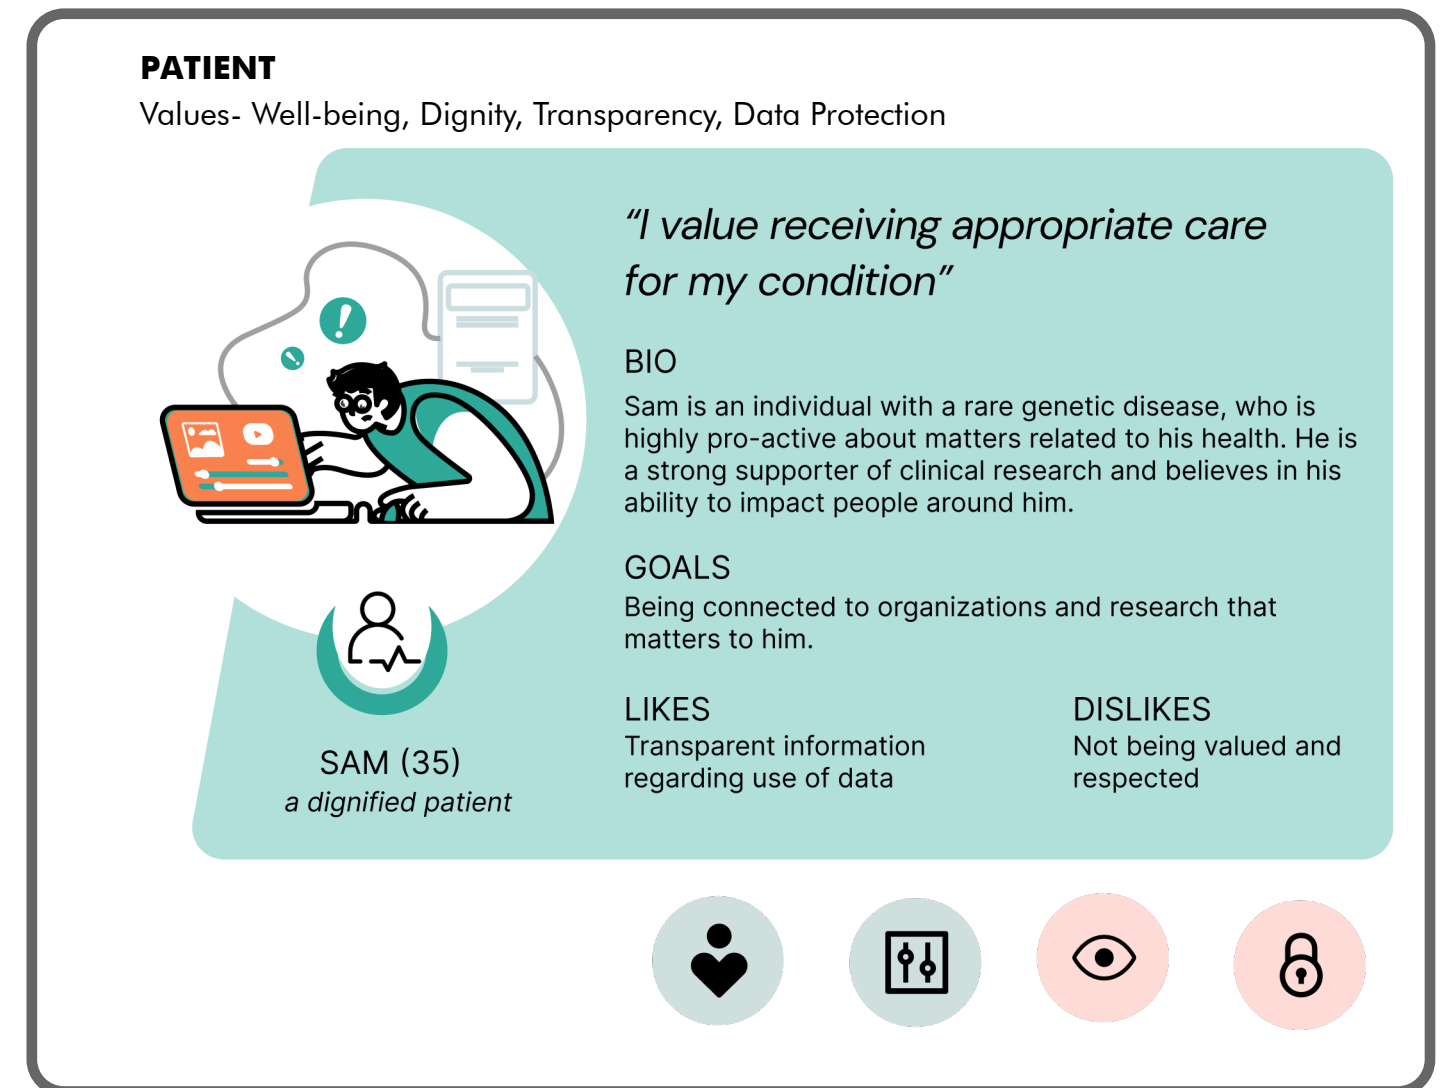 PATIENT
Values- Well-being, Dignity, Transparency, Data Protection
“I value receiving appropriate care
for my condition”
BIO
Sam is an individual with a rare genetic disease, who is
highly pro-active about matters related to his health. He is
a strong supporter of clinical research and believes in his
ability to impact people around him.
GOALS
Being connected to organizations and research that
matters to him.
LIKES
Transparent information
regarding use of data
DISLIKES
Not being valued and
respected
SAM (35)
a dignified patient